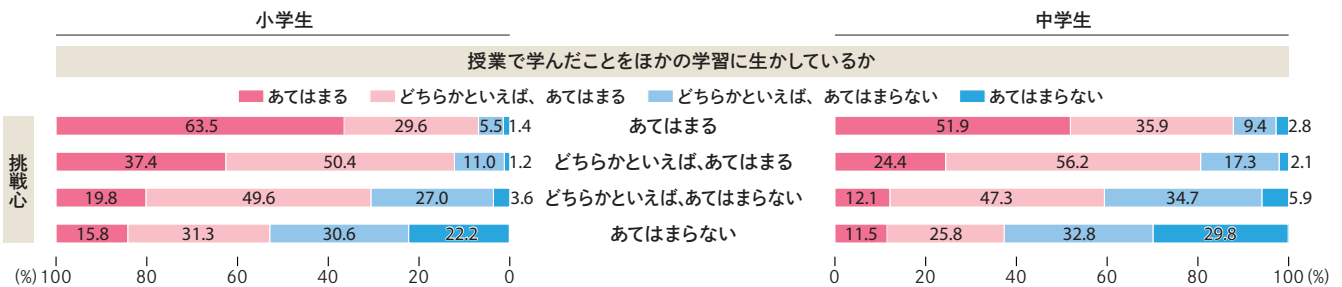 小学生 中学生
授業で学んだことをほかの学習に生かしているか
あてはまる どちらかといえば、あてはまる どちらかといえば、あてはまらない あてはまらない
挑戦心
63.5 29.6 5.5 1.4 あてはまる 51.9 35.9 9.4 2.8
37.4 50.4 11.0 1.2 どちらかといえば、あてはまる 24.4 56.2 17.3 2.1
19.8 49.6 27.0 3.6 どちらかといえば、あてはまらない 12.1 47.3 34.7 5.9
15.8 31.3 30.6 22.2 あてはまらない 11.5 25.8 32.8 29.8
(%) 100 80 60 40 20 0 0 20 40 60 80 100 (%)